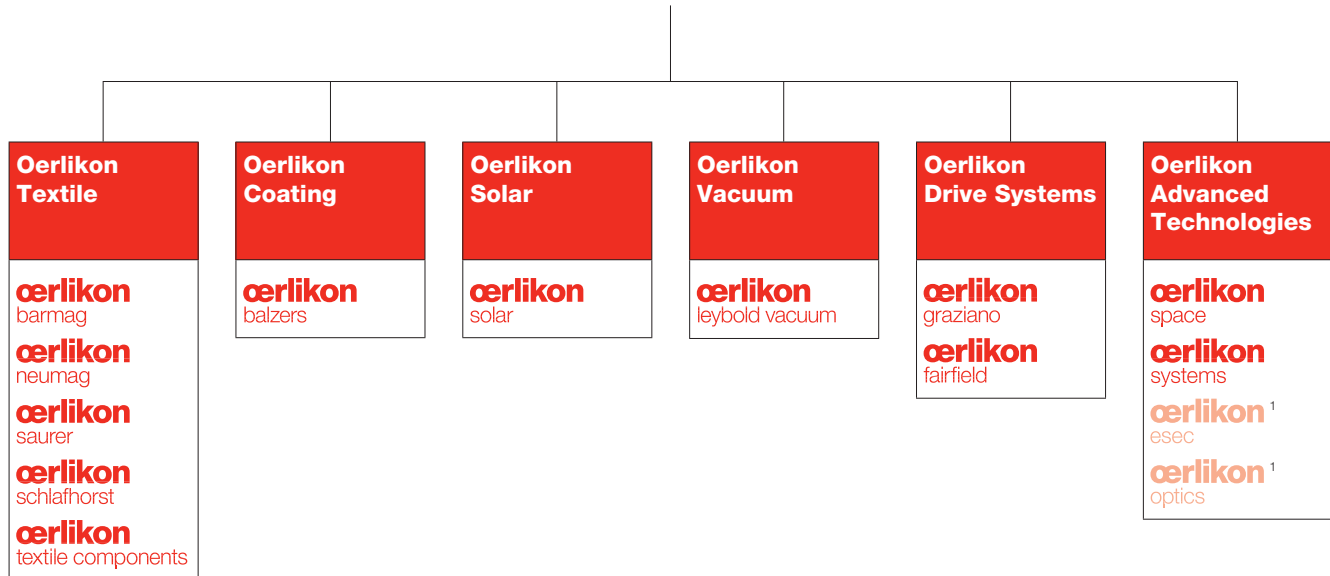 Oerlikon
Textile
œrlikon
barmag
œrlikon
neumag
œrlikon
saurer
œrlikon
schlafhorst
œrlikon
textile components
Oerlikon
Coating
œrlikon
balzers
Oerlikon
Solar
œrlikon
solar
Oerlikon
Vacuum
œrlikon
leybold vacuum
Oerlikon
Drive Systems
œrlikon
graziano
œrlikon
fairfield
Oerlikon
Advanced
Technologies
œrlikon
space
œrlikon
systems
œrlikon 1
esec
œrlikon 1
optics